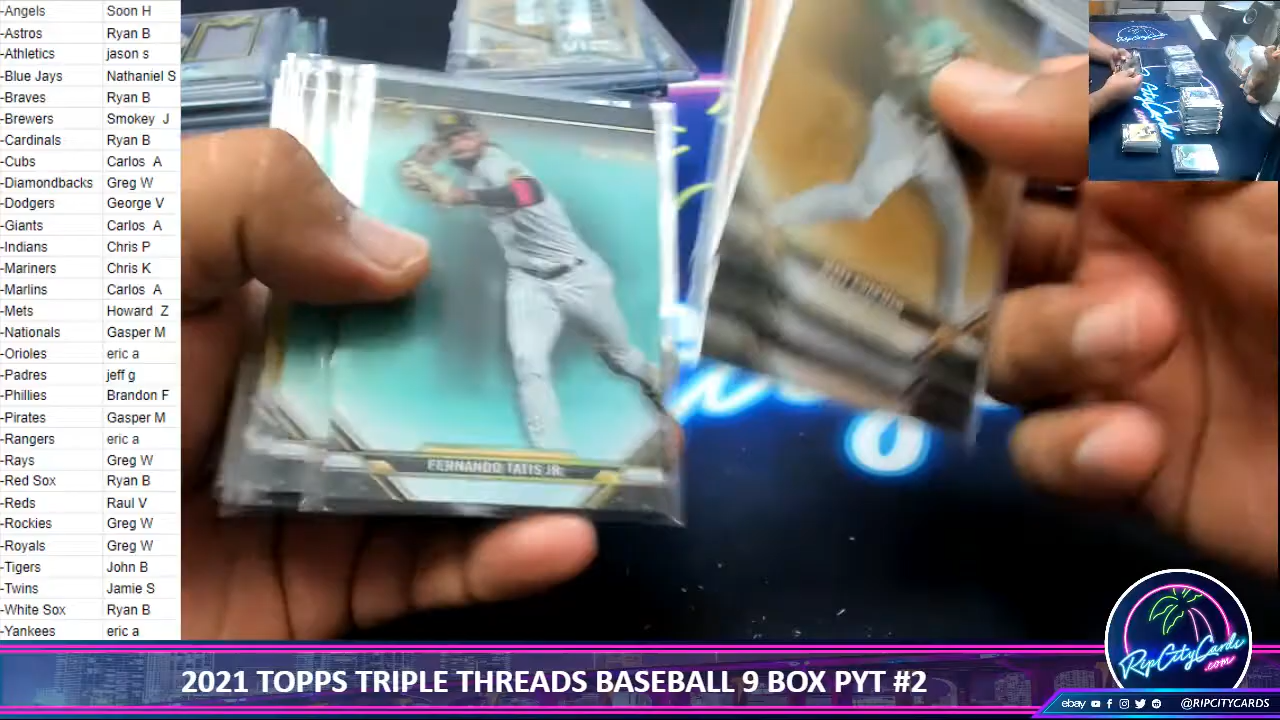 -Angels Soon H
-Astros Ryan B
-Athletics jason s
-Blue Jays Nathaniel S
-Braves Ryan B
-Brewers Smokey J
-Cardinals Ryan B
-Cubs Carlos A
-Diamondbacks Greg W
-Dodgers George V
-Giants Carlos A
-Indians Chris P
-Mariners Chris K
-Marlins Carlos A
-Mets Howard Z
-Nationals Gasper M
-Orioles eric a
-Padres jeff g
-Phillies Brandon F
-Pirates Gasper M
-Rangers eric a
-Rays Greg W
-Red Sox Ryan B
-Reds Raul V
-Rockies Greg W
-Royals Greg W
-Tigers John B
-Twins Jamie S
-White Sox Ryan B
-Yankees eric a
FERNANDO TATIS JR.
RipCityCards
.com
2021 TOPPS TRIPLE THREADS BASEBALL 9 BOX PYT #2
ebay @RIPCITYCARDS